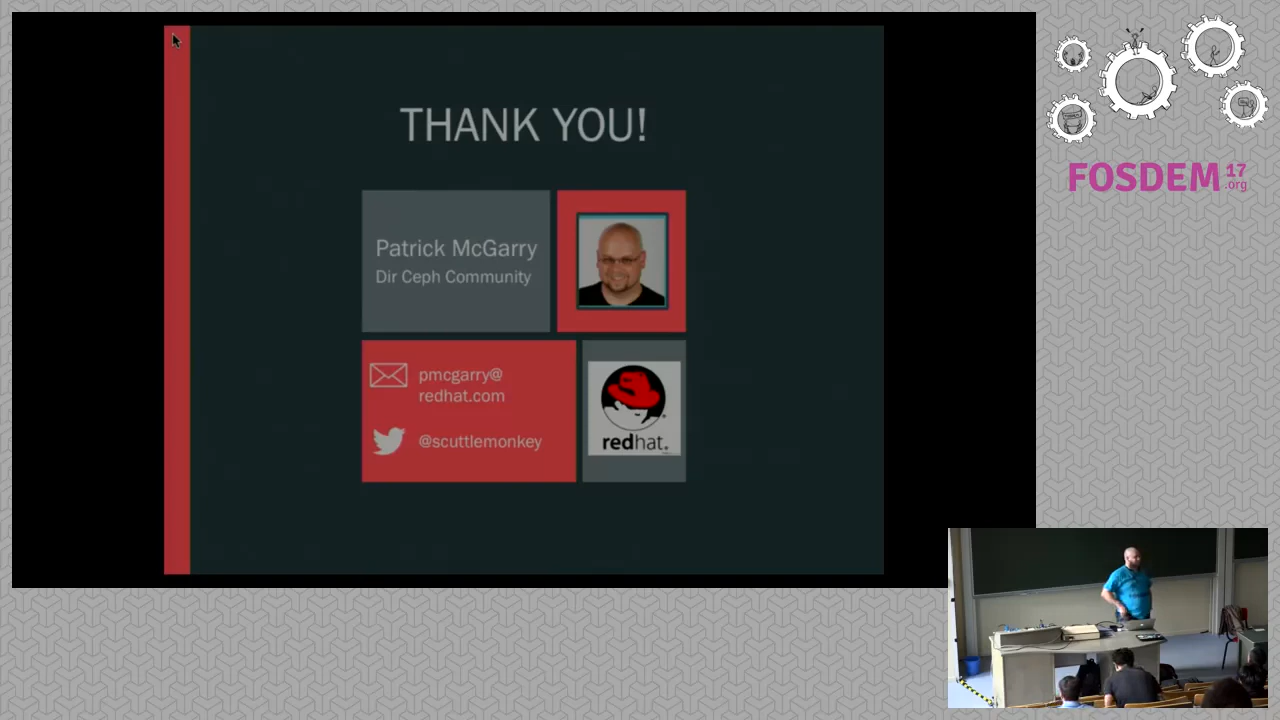 THANK YOU!
Patrick McGarry
Dir Ceph Community
pmcgarry@
redhat.com
@scuttlemonkey
redhat.
FOSDEM 17
.org